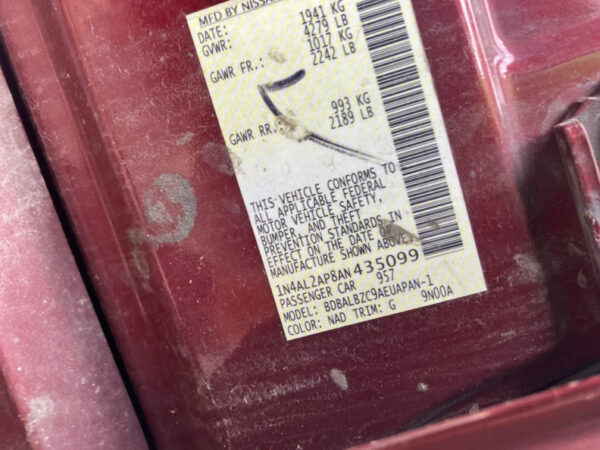 MFD BY NISSAN
DATE:
GVWR: 1941 KG
4279 LB
GAWR FR.: 1017 KG
2242 LB
GAWR RR. 993 KG
2189 LB
THIS VEHICLE CONFORMS TO
ALL APPLICABLE FEDERAL
MOTOR VEHICLE SAFETY,
BUMPER, AND THEFT
PREVENTION STANDARDS IN
EFFECT ON THE DATE OF
MANUFACTURE SHOWN ABOVE.
1N4AL2AP8AN435099
PASSENGER CAR 957
MODEL: BDBALBZC9AEUAPAN-1
COLOR: NAD TRIM: G 9N00A